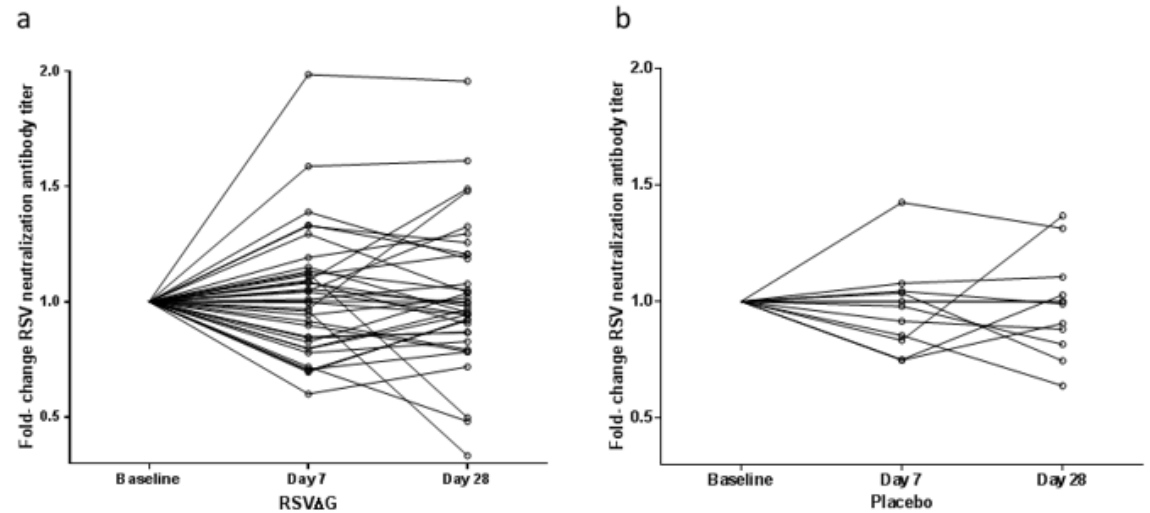 a
Fold- change RSV neutralization antibody titer
2.0
1.5
1.0
0.5
Baseline Day 7 Day 28
RSVΔG
b
Fold- change RSV neutralization antibody titer
2.0
1.5
1.0
0.5
Baseline Day 7 Day 28
Placebo